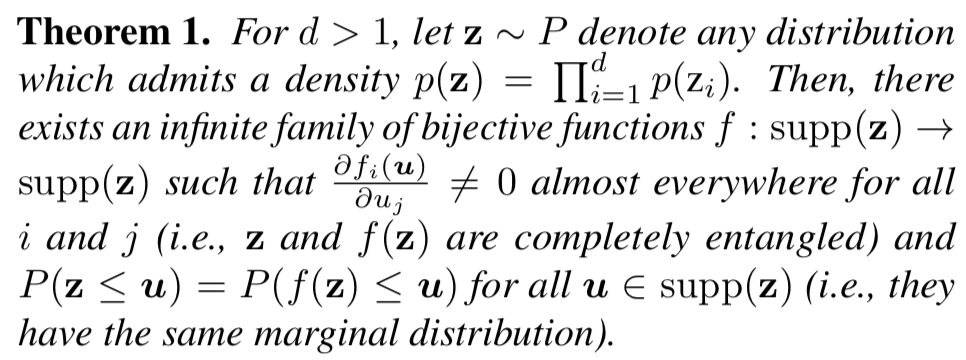 Theorem 1. For d > 1, let z ∼ P denote any distribution
which admits a density p(z) = ∏_{i=1}^{d} p(z_i). Then, there
exists an infinite family of bijective functions f : supp(z) →
supp(z) such that ∂f_i(u)/∂u_j ≠ 0 almost everywhere for all
i and j (i.e., z and f(z) are completely entangled) and
P(z ≤ u) = P(f(z) ≤ u) for all u ∈ supp(z) (i.e., they
have the same marginal distribution).